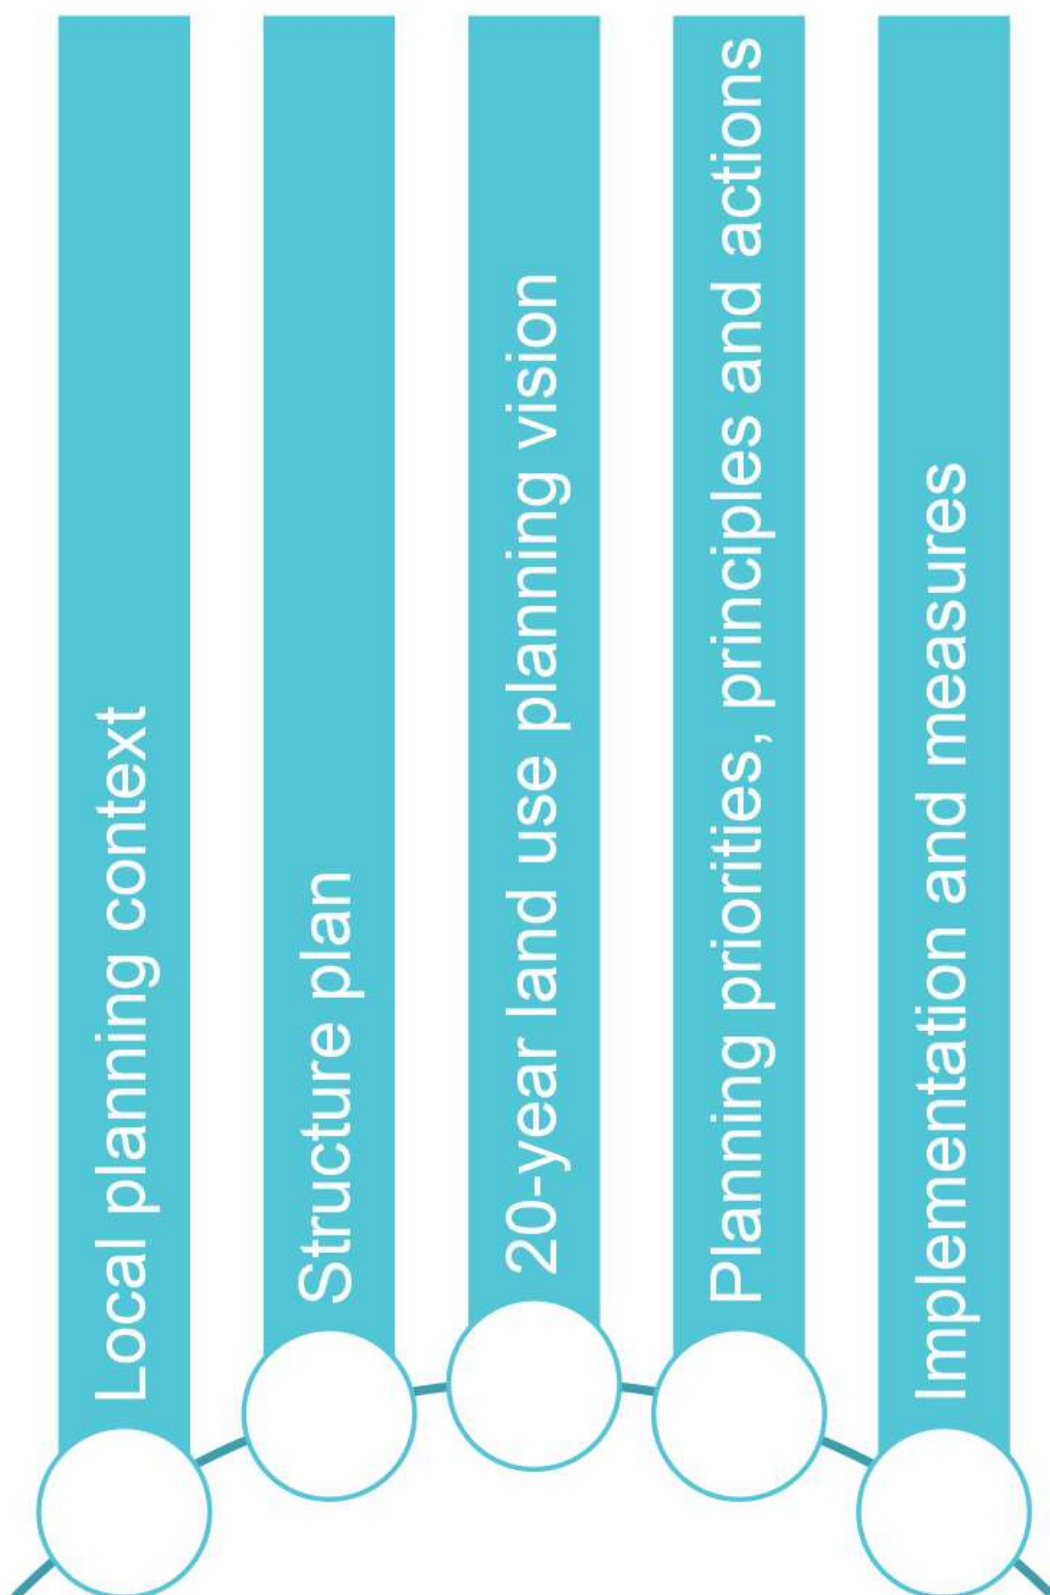 Local planning context
Structure plan
20-year land use planning vision
Planning priorities, principles and actions
Implementation and measures